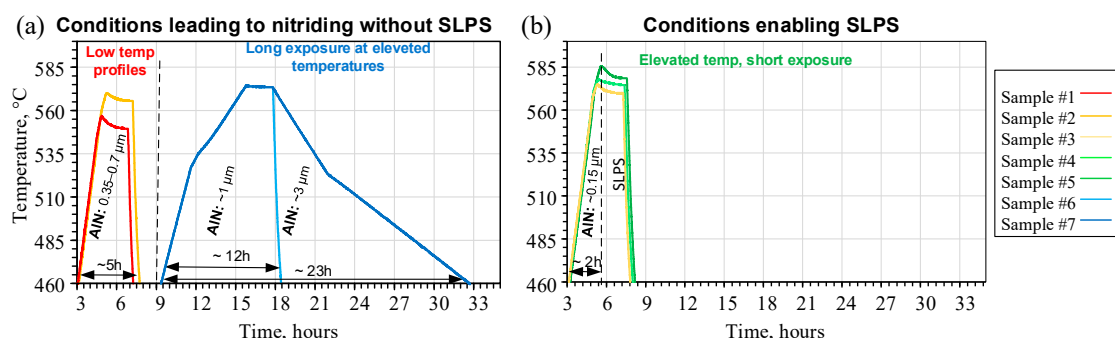 (a) Conditions leading to nitriding without SLPS
Low temp
profiles
Long exposure at eleveted
temperatures
Temperature, °C
585
560
535
510
485
460
AlN: 0.35–0.7 µm
AlN: ~1 µm
AlN: ~3 µm
~5h
~ 12h
~ 23h
3 6 9 12 15 18 21 24 27 30 33
Time, hours
(b) Conditions enabling SLPS
Elevated temp, short exposure
585
560
535
510
485
460
AlN: ~0.15 µm
SLPS
~ 2h
3 6 9 12 15 18 21 24 27 30 33
Time, hours
Sample #1
Sample #2
Sample #3
Sample #4
Sample #5
Sample #6
Sample #7